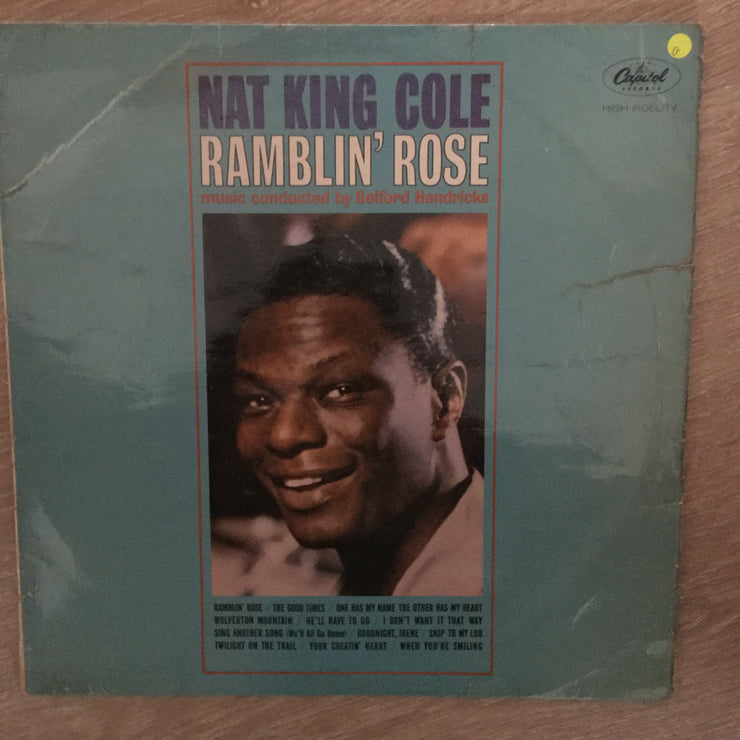 NAT KING COLE
RAMBLIN' ROSE
music conducted by Belford Hendricks
Capitol
RECORDS
HIGH FIDELITY
RAMBLIN' ROSE / THE GOOD TIMES / ONE HAS MY NAME THE OTHER HAS MY HEART
WOLVERTON MOUNTAIN / HE'LL HAVE TO GO / I DON'T WANT IT THAT WAY
SING ANOTHER SONG (We'll All Go Home) / GOODNIGHT, IRENE / SKIP TO MY LOU
TWILIGHT ON THE TRAIL / YOUR CHEATIN' HEART / WHEN YOU'RE SMILING